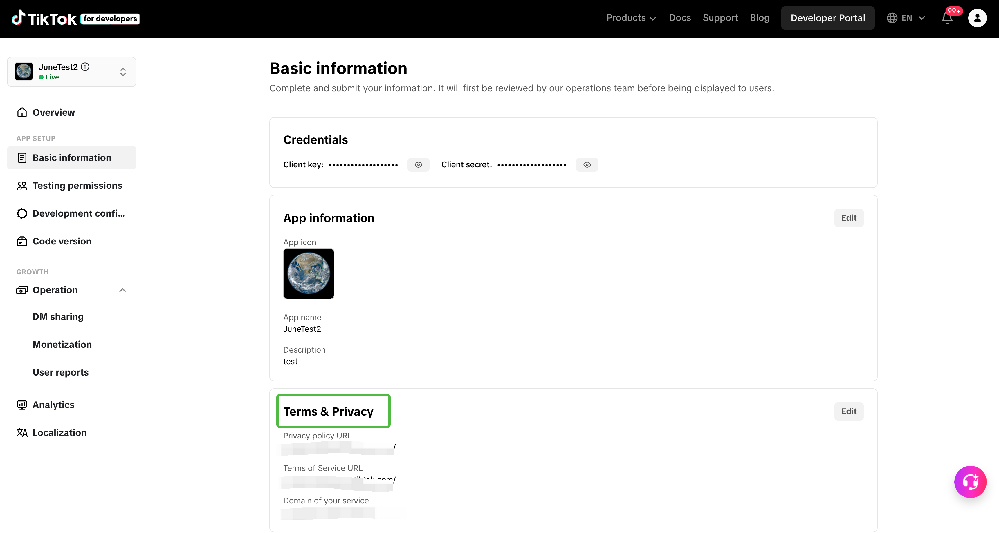 TikTok for developers
Products
Docs
Support
Blog
Developer Portal
EN
99+
JuneTest2
Live
Overview
APP SETUP
Basic information
Testing permissions
Development confi...
Code version
GROWTH
Operation
DM sharing
Monetization
User reports
Analytics
Localization
Basic information
Complete and submit your information. It will first be reviewed by our operations team before being displayed to users.
Credentials
Client key: •••••••••••••••••••
Client secret: •••••••••••••••••••
App information
Edit
App icon
App name
JuneTest2
Description
test
Terms & Privacy
Edit
Privacy policy URL
/
Terms of Service URL
tiktok.com/
Domain of your service